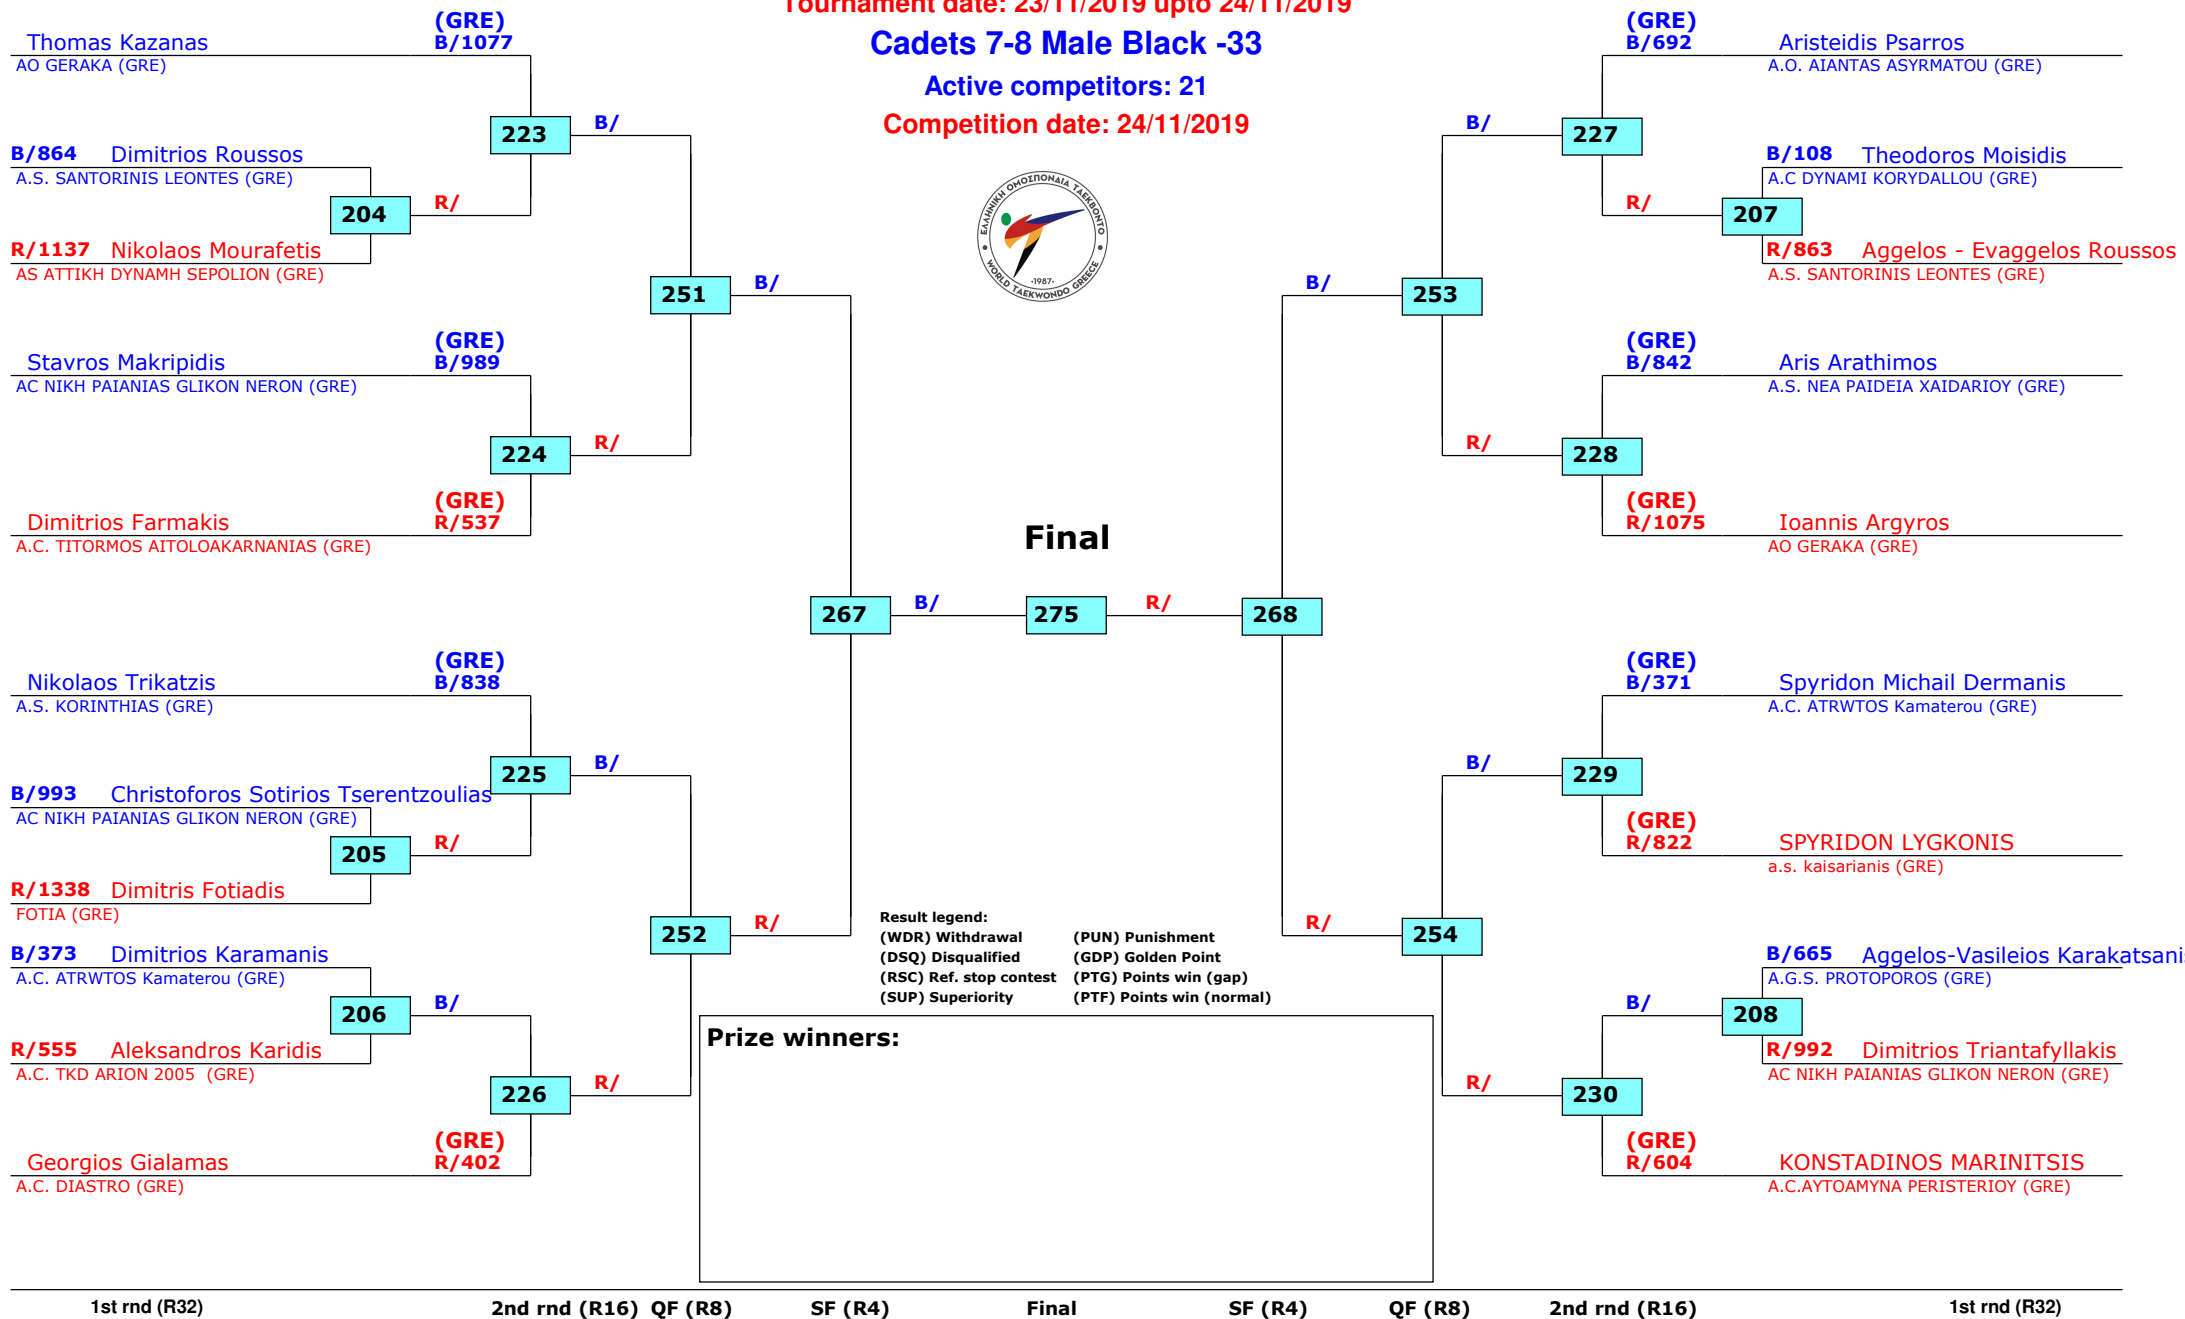 Tournament date: 23/11/2019 upto 24/11/2019
Cadets 7-8 Male Black -33
Active competitors: 21
Competition date: 24/11/2019
ΕΛΛΗΝΙΚΗ ΟΜΟΣΠΟΝΔΙΑ ΤΑΕΚΒΟΝΤΟ
·1987·
WORLD TAEKWONDO GREECE
(GRE)
Thomas Kazanas B/1077
AO GERAKA (GRE)
223 B/
B/864 Dimitrios Roussos
A.S. SANTORINIS LEONTES (GRE)
204 R/
R/1137 Nikolaos Mourafetis
AS ATTIKH DYNAMH SEPOLION (GRE)
251 B/
(GRE)
Stavros Makripidis B/989
AC NIKH PAIANIAS GLIKON NERON (GRE)
224 R/
(GRE)
Dimitrios Farmakis R/537
A.C. TITORMOS AITOLOAKARNANIAS (GRE)
(GRE)
Nikolaos Trikatzis B/838
A.S. KORINTHIAS (GRE)
225 B/
B/993 Christoforos Sotirios Tserentzoulias
AC NIKH PAIANIAS GLIKON NERON (GRE)
205 R/
R/1338 Dimitris Fotiadis
FOTIA (GRE)
252 R/
B/373 Dimitrios Karamanis
A.C. ATRWTOS Kamaterou (GRE)
206 B/
R/555 Aleksandros Karidis
A.C. TKD ARION 2005 (GRE)
226 R/
(GRE)
Georgios Gialamas R/402
A.C. DIASTRO (GRE)
Final
267 B/ 275 R/ 268
(GRE)
B/692 Aristeidis Psarros
A.O. AIANTAS ASYRMATOU (GRE)
B/ 227
B/108 Theodoros Moisidis
A.C DYNAMI KORYDALLOU (GRE)
R/ 207
R/863 Aggelos - Evaggelos Roussos
A.S. SANTORINIS LEONTES (GRE)
B/ 253
(GRE)
B/842 Aris Arathimos
A.S. NEA PAIDEIA XAIDARIOY (GRE)
R/ 228
(GRE)
R/1075 Ioannis Argyros
AO GERAKA (GRE)
(GRE)
B/371 Spyridon Michail Dermanis
A.C. ATRWTOS Kamaterou (GRE)
B/ 229
(GRE)
R/822 SPYRIDON LYGKONIS
a.s. kaisarianis (GRE)
R/ 254
B/665 Aggelos-Vasileios Karakatsanis
A.G.S. PROTOPOROS (GRE)
B/ 208
R/992 Dimitrios Triantafyllakis
AC NIKH PAIANIAS GLIKON NERON (GRE)
R/ 230
(GRE)
R/604 KONSTADINOS MARINITSIS
A.C.AYTOAMYNA PERISTERIOY (GRE)
Result legend:
(WDR) Withdrawal (PUN) Punishment
(DSQ) Disqualified (GDP) Golden Point
(RSC) Ref. stop contest (PTG) Points win (gap)
(SUP) Superiority (PTF) Points win (normal)
Prize winners:
1st rnd (R32) 2nd rnd (R16) QF (R8) SF (R4) Final SF (R4) QF (R8) 2nd rnd (R16) 1st rnd (R32)